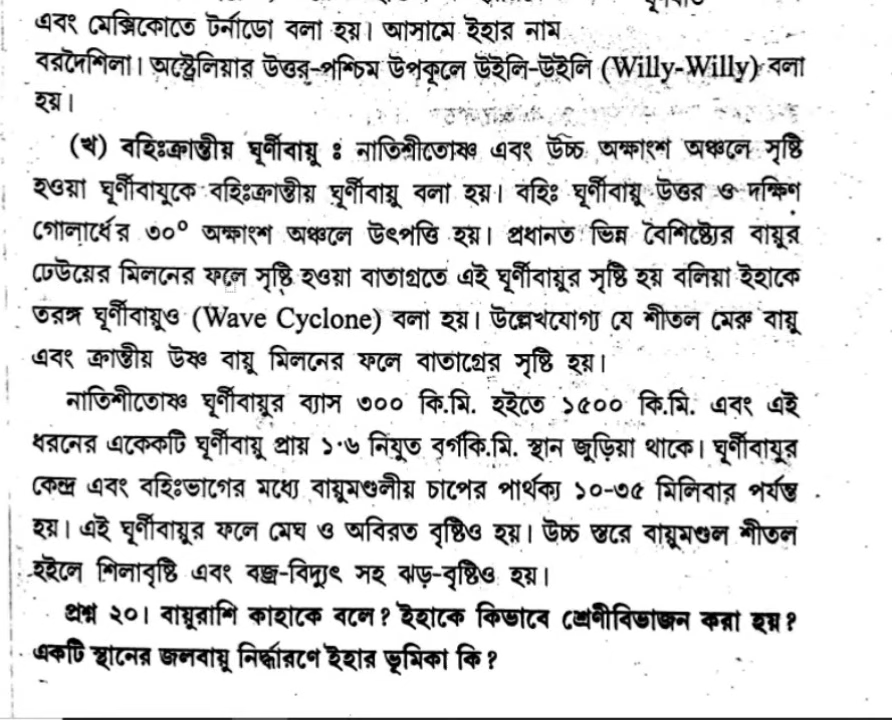 এবং মেক্সিকোতে টর্নাডো বলা হয়। আসামে ইহার নাম
বরদৈশিলা। অস্ট্রেলিয়ার উত্তর-পশ্চিম উপকূলে উইলি-উইলি (Willy-Willy) বলা
হয়।
(খ) বহিঃক্রান্তীয় ঘূর্ণীবায়ু ঃ নাতিশীতোষ্ণ এবং উচ্চ অক্ষাংশ অঞ্চলে সৃষ্টি
হওয়া ঘূর্ণীবায়ুকে বহিঃক্রান্তীয় ঘূর্ণীবায়ু বলা হয়। বহিঃ ঘূর্ণীবায়ু উত্তর ও দক্ষিণ
গোলার্ধের ৩০° অক্ষাংশ অঞ্চলে উৎপত্তি হয়। প্রধানত ভিন্ন বৈশিষ্ট্যের বায়ুর
ঢেউয়ের মিলনের ফলে সৃষ্টি হওয়া বাতাগ্রতে এই ঘূর্ণীবায়ুর সৃষ্টি হয় বলিয়া ইহাকে
তরঙ্গ ঘূর্ণীবায়ুও (Wave Cyclone) বলা হয়। উল্লেখযোগ্য যে শীতল মেরু বায়ু
এবং ক্রান্তীয় উষ্ণ বায়ু মিলনের ফলে বাতাগ্রের সৃষ্টি হয়।
নাতিশীতোষ্ণ ঘূর্ণীবায়ুর ব্যাস ৩০০ কি.মি. হইতে ১৫০০ কি.মি. এবং এই
ধরনের একেকটি ঘূর্ণীবায়ু প্রায় ১·৬ নিযুত বর্গকি.মি. স্থান জুড়িয়া থাকে। ঘূর্ণীবায়ুর
কেন্দ্র এবং বহিঃভাগের মধ্যে বায়ুমণ্ডলীয় চাপের পার্থক্য ১০-৩৫ মিলিবার পর্যন্ত
হয়। এই ঘূর্ণীবায়ুর ফলে মেঘ ও অবিরত বৃষ্টিও হয়। উচ্চ স্তরে বায়ুমণ্ডল শীতল
হইলে শিলাবৃষ্টি এবং বজ্র-বিদ্যুৎ সহ ঝড়-বৃষ্টিও হয়।
প্রশ্ন ২০। বায়ুরাশি কাহাকে বলে? ইহাকে কিভাবে শ্রেণীবিভাজন করা হয়?
একটি স্থানের জলবায়ু নির্দ্ধারণে ইহার ভূমিকা কি?